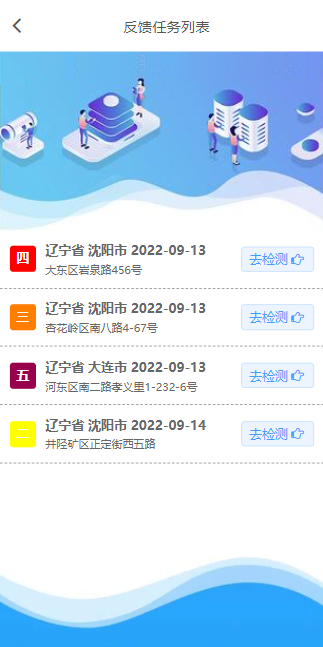 反馈任务列表
四
辽宁省 沈阳市 2022-09-13
大东区岩泉路456号
去检测
三
辽宁省 沈阳市 2022-09-13
杏花岭区南八路4-67号
去检测
五
辽宁省 大连市 2022-09-13
河东区南二路孝义里1-232-6号
去检测
辽宁省 沈阳市 2022-09-14
井陉矿区正定街西五路
去检测